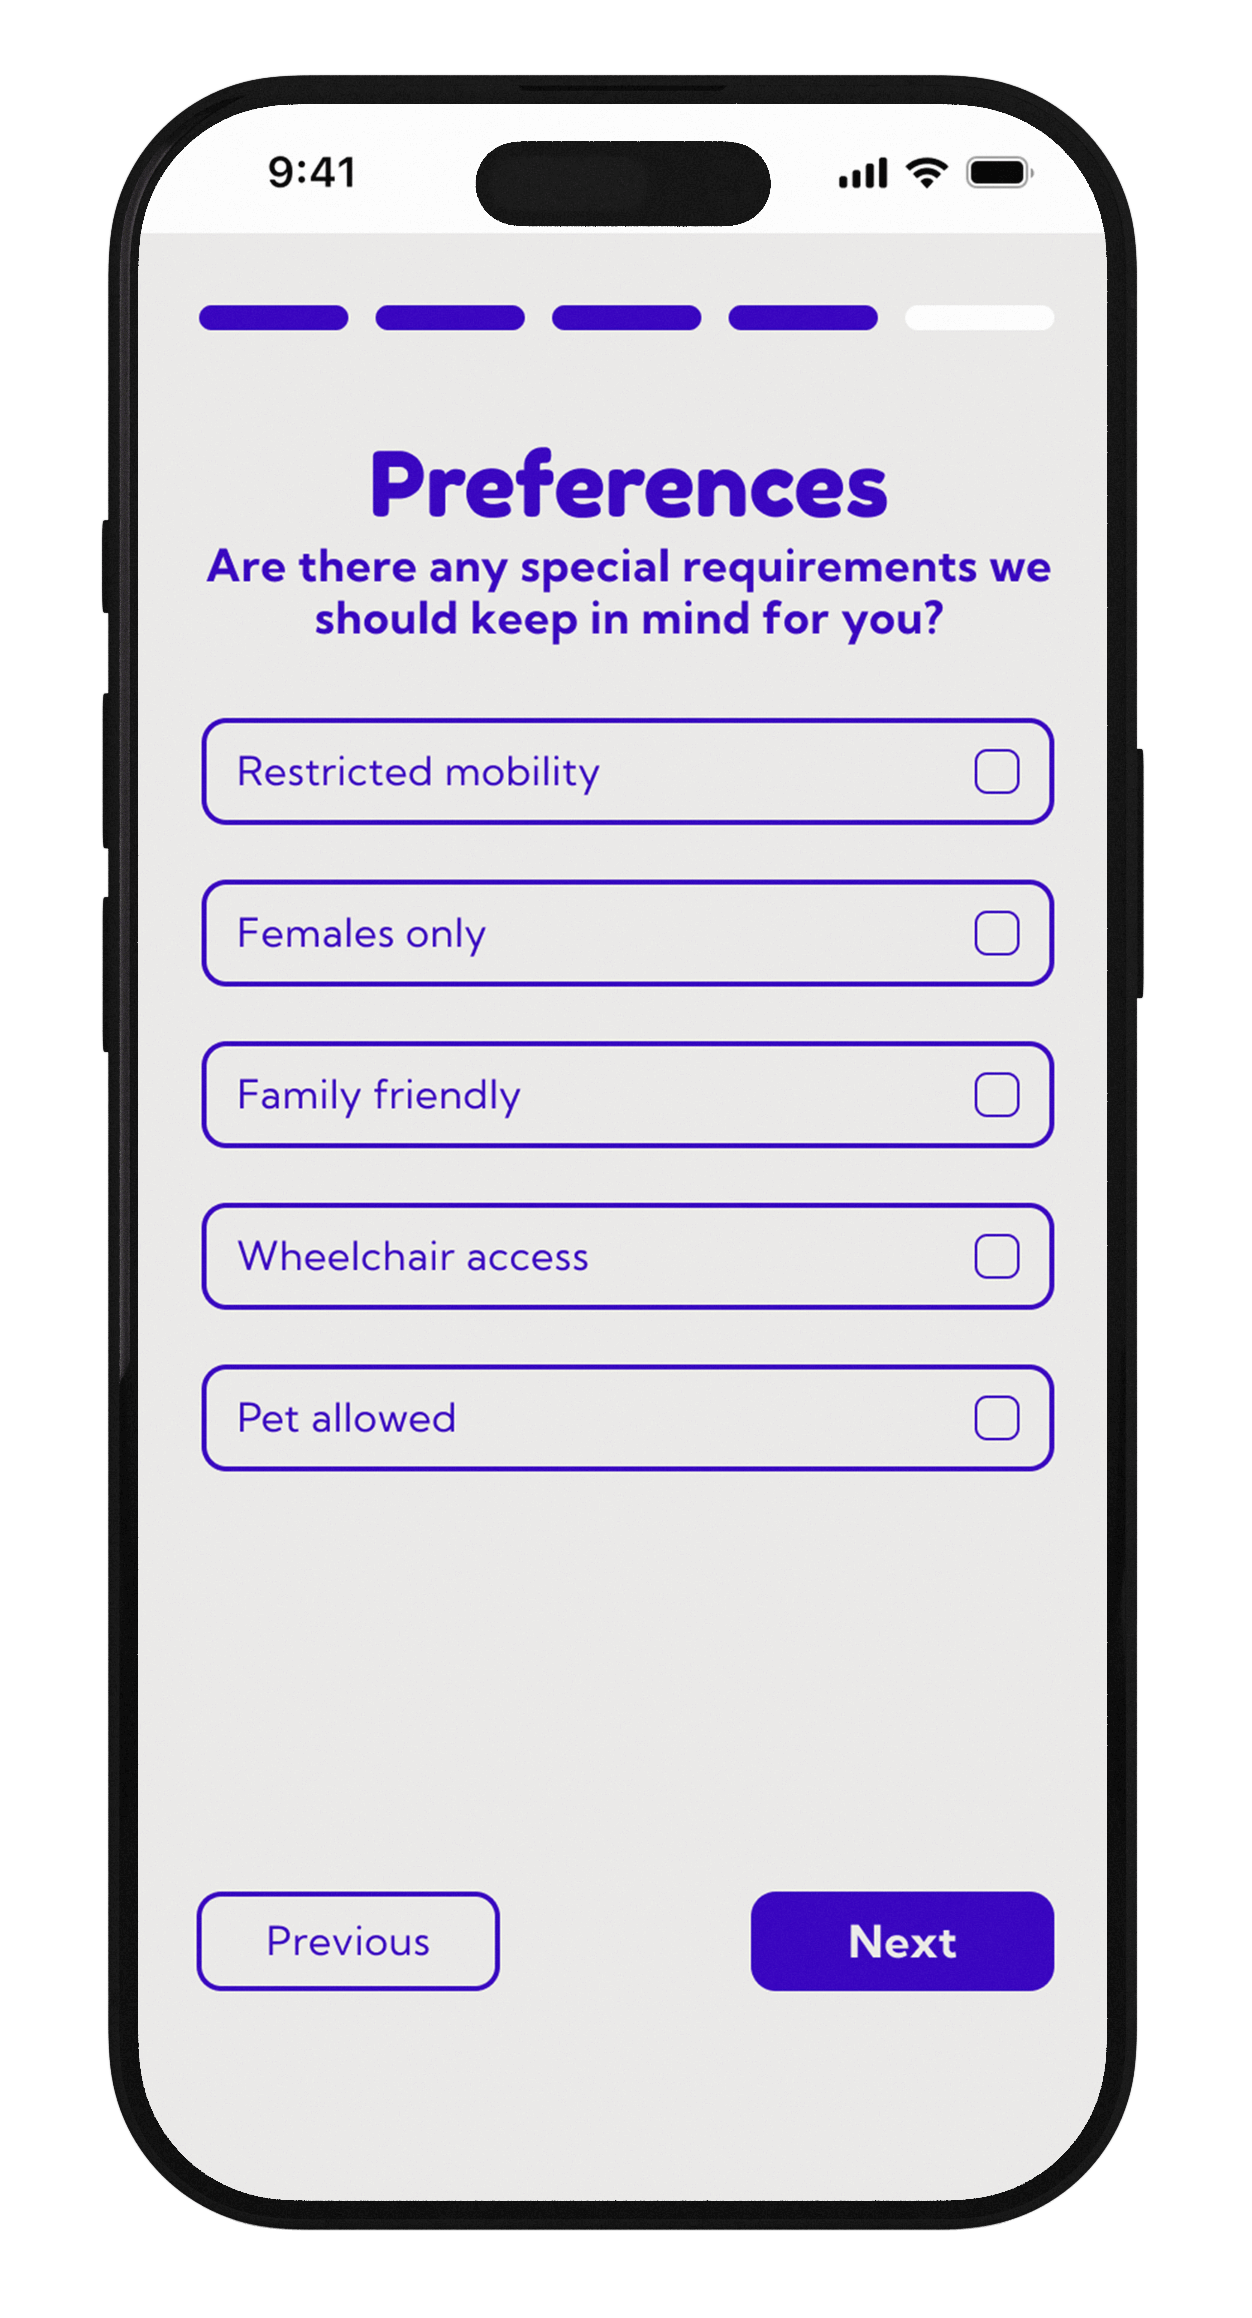 9:41
Preferences
Are there any special requirements we
should keep in mind for you?
Restricted mobility
Females only
Family friendly
Wheelchair access
Pet allowed
Previous
Next